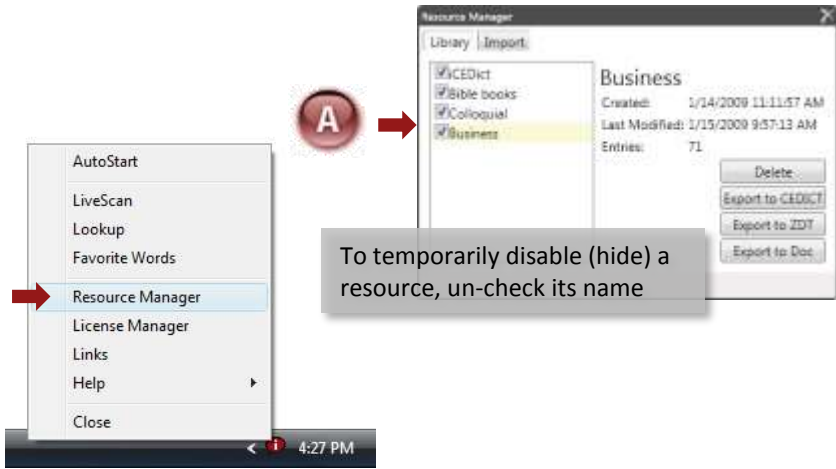 Resource Manager
Library Import
iCEDict
Bible books
Colloquial
Business
Business
Created: 1/14/2009 11:11:57 AM
Last Modified: 1/15/2009 9:57:13 AM
Entries: 71
Delete
Export to CEDICT
Export to ZDT
Export to Doc
A
To temporarily disable (hide) a
resource, un-check its name
AutoStart
LiveScan
Lookup
Favorite Words
Resource Manager
License Manager
Links
Help
Close
< i 4:27 PM